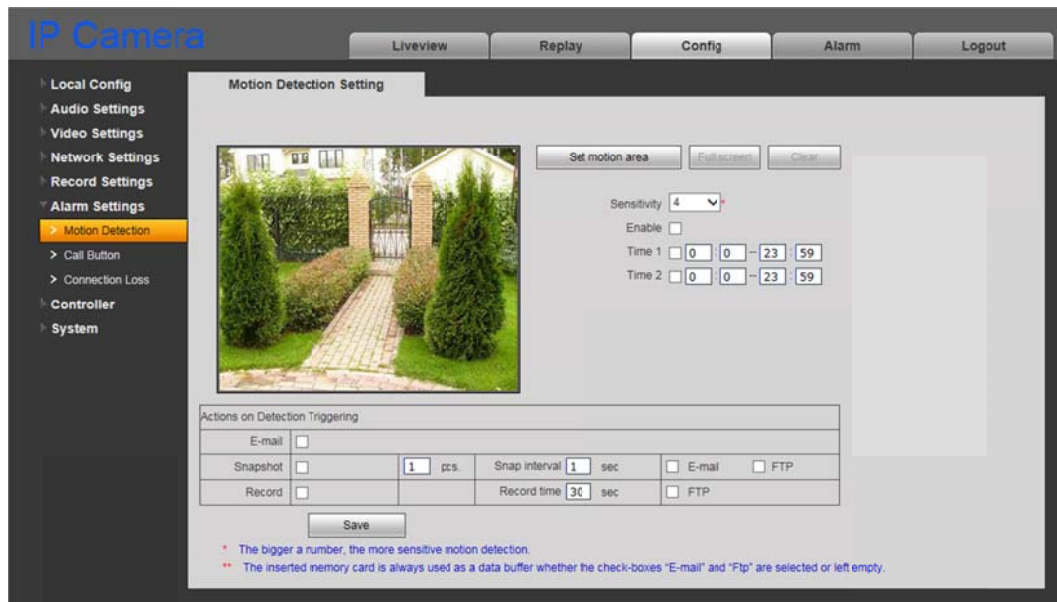 IP Camera
Liveview
Replay
Config
Alarm
Logout
Local Config
Audio Settings
Video Settings
Network Settings
Record Settings
Alarm Settings
> Motion Detection
> Call Button
> Connection Loss
Controller
System
Motion Detection Setting
Set motion area
Fullscreen
Clear
Sensitivity 4 *
Enable
Time 1 0 : 0 -- 23 : 59
Time 2 0 : 0 -- 23 : 59
Actions on Detection Triggering
E-mail
Snapshot 1 pcs. Snap interval 1 sec E-mail FTP
Record Record time 30 sec FTP
Save
* The bigger a number, the more sensitive motion detection.
** The inserted memory card is always used as a data buffer whether he check-boxes "E-mail" and "Ftp" are selected or left empty.